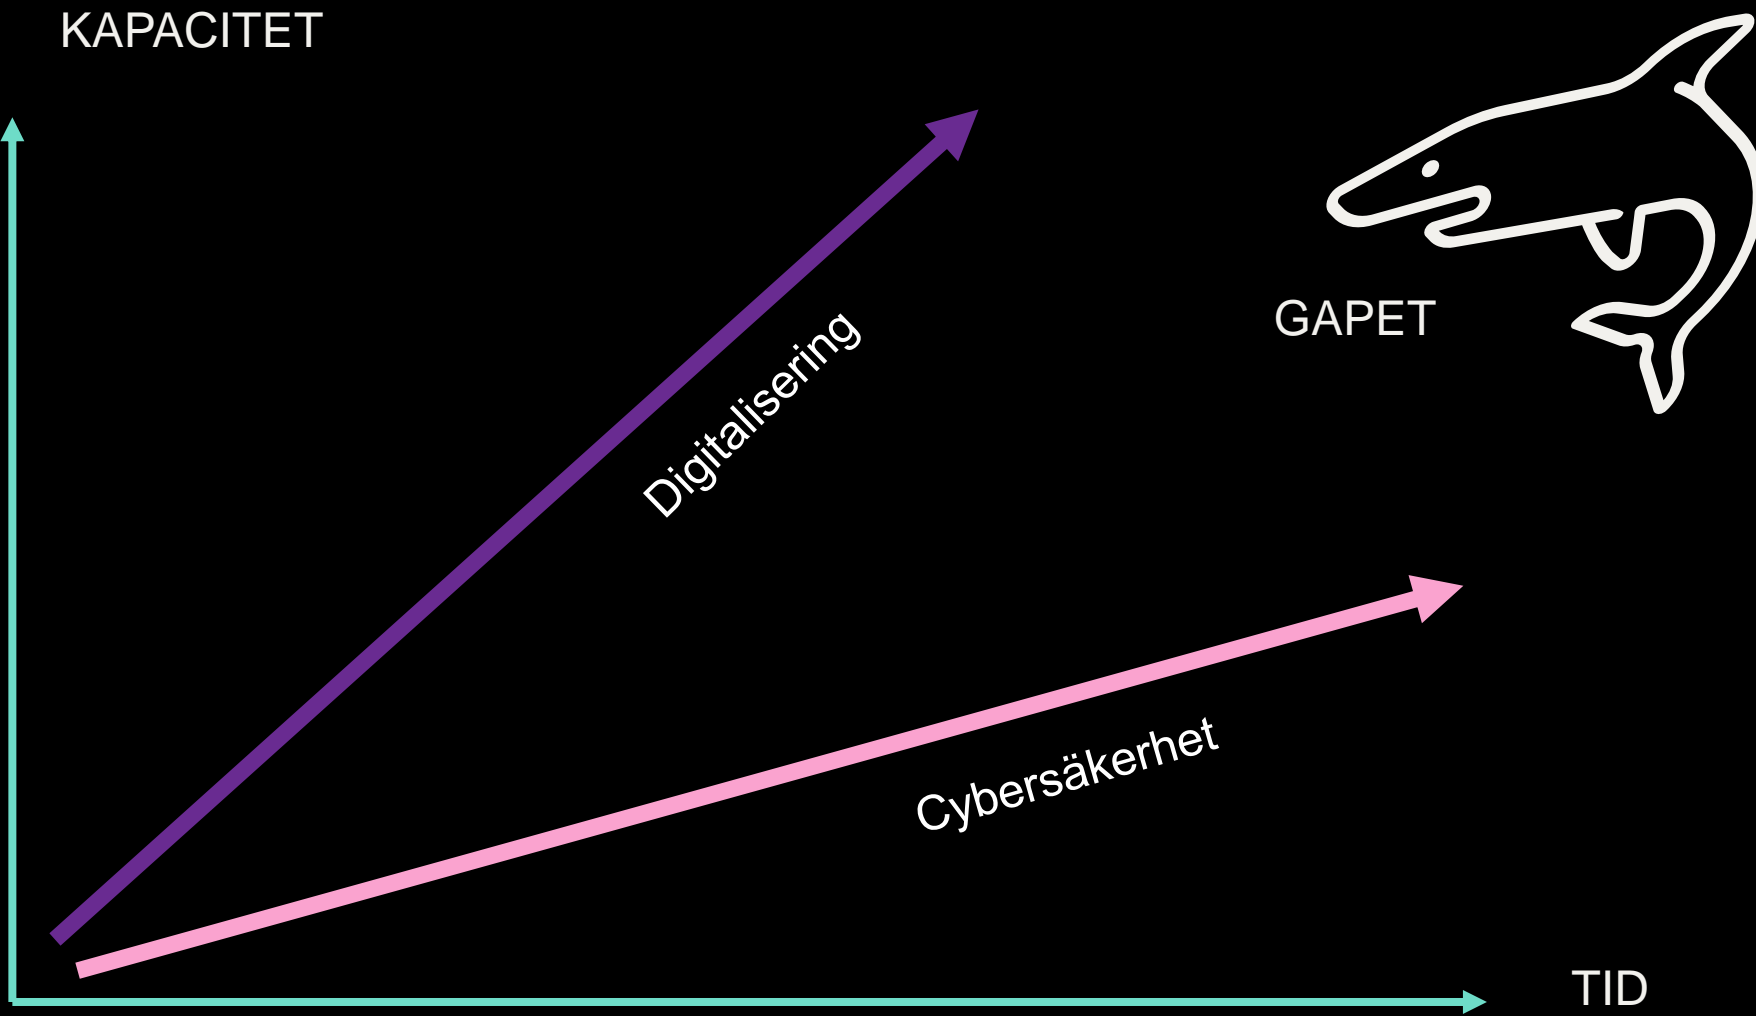 KAPACITET
GAPET
Digitalisering
Cybersäkerhet
TID